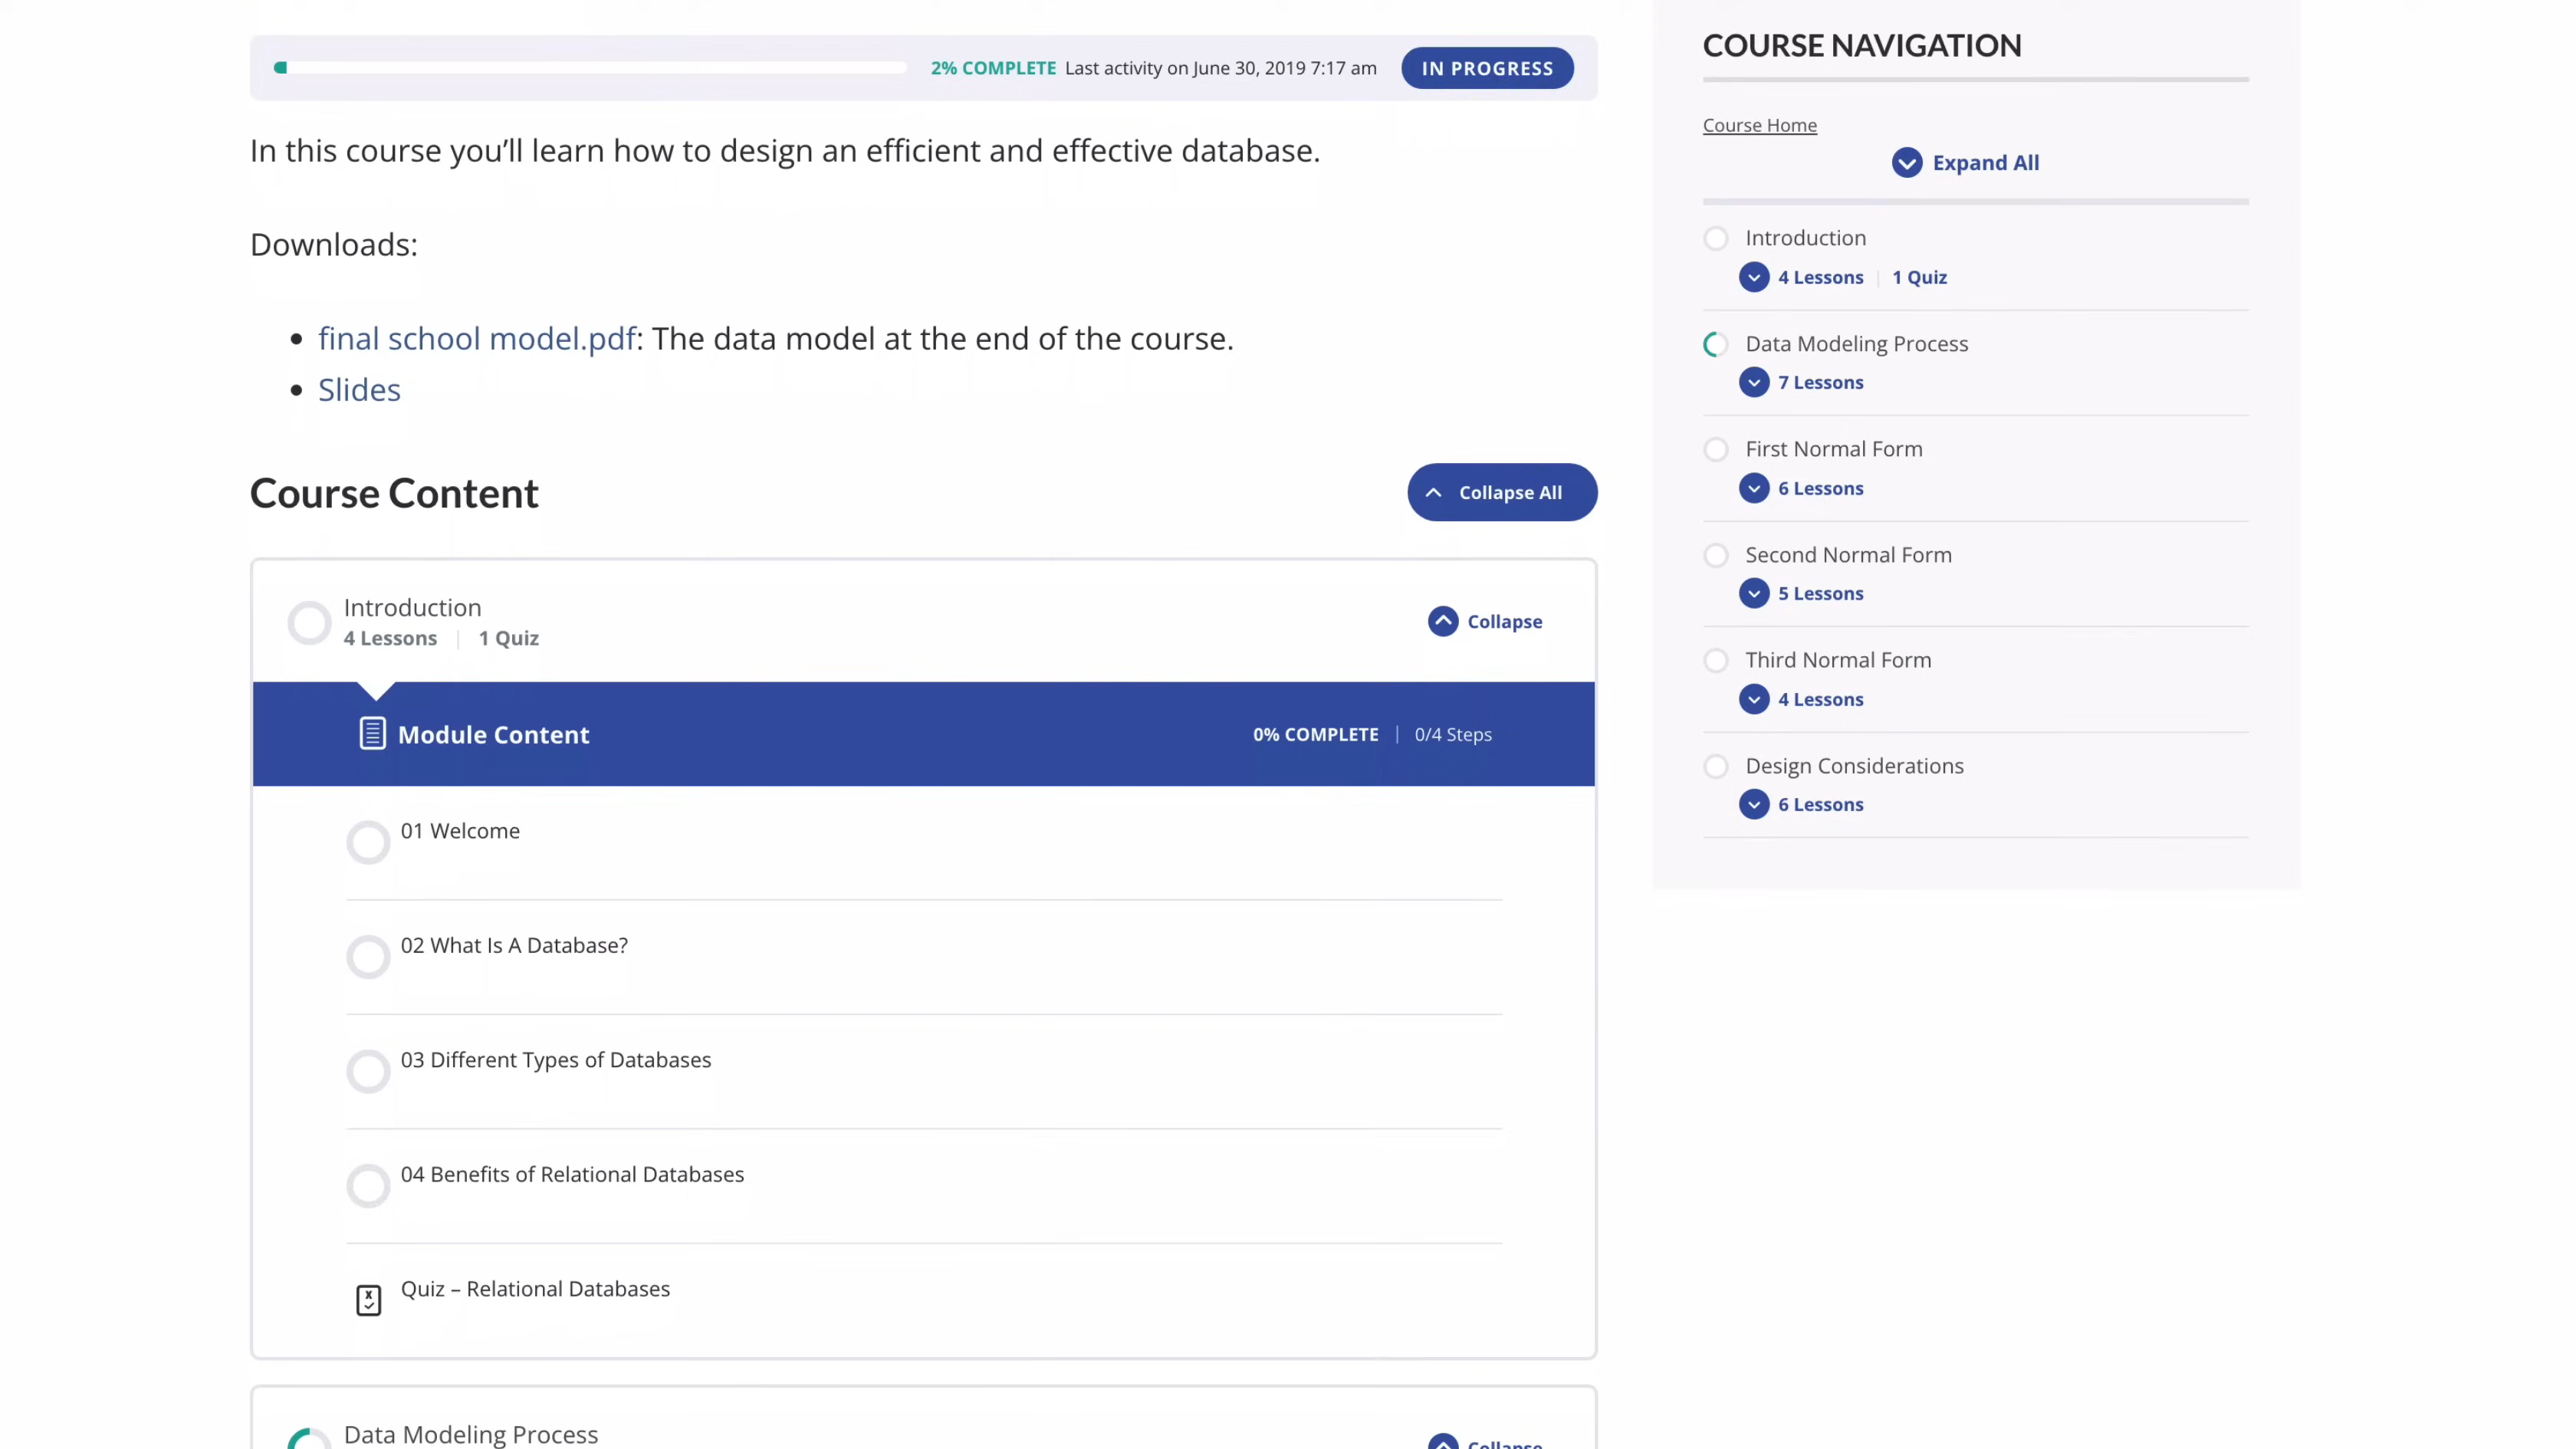 2% COMPLETE Last activity on June 30, 2019 7:17 am IN PROGRESS
In this course you’ll learn how to design an efficient and effective database.
Downloads:
final school model.pdf: The data model at the end of the course.
Slides
Course Content
Collapse All
Introduction
4 Lessons | 1 Quiz
Collapse
Module Content
0% COMPLETE | 0/4 Steps
01 Welcome
02 What Is A Database?
03 Different Types of Databases
04 Benefits of Relational Databases
Quiz – Relational Databases
Data Modeling Process
Collapse
COURSE NAVIGATION
Course Home
Expand All
Introduction
4 Lessons | 1 Quiz
Data Modeling Process
7 Lessons
First Normal Form
6 Lessons
Second Normal Form
5 Lessons
Third Normal Form
4 Lessons
Design Considerations
6 Lessons